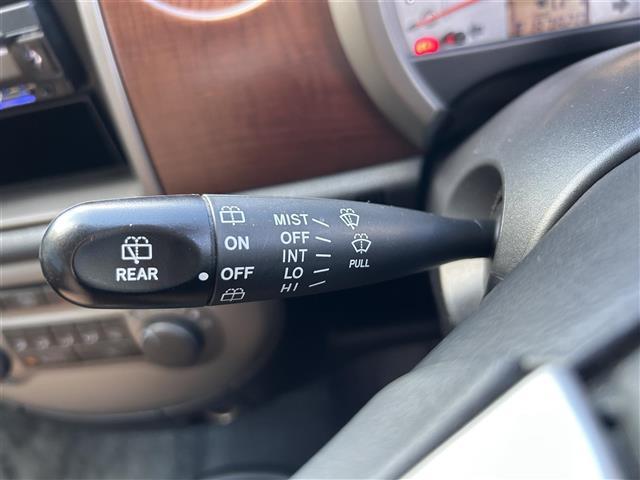 REAR
ON
OFF
MIST
OFF
INT
LO
HI
PULL